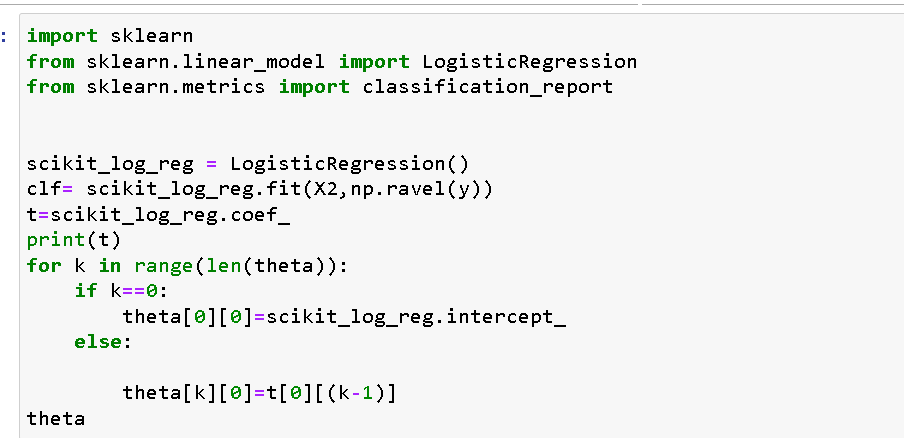 : import sklearn
from sklearn.linear_model import LogisticRegression
from sklearn.metrics import classification_report
scikit_log_reg = LogisticRegression()
clf= scikit_log_reg.fit(X2,np.ravel(y))
t=scikit_log_reg.coef_
print(t)
for k in range(len(theta)):
    if k==0:
        theta[0][0]=scikit_log_reg.intercept_
    else:
        theta[k][0]=t[0][(k-1)]
theta